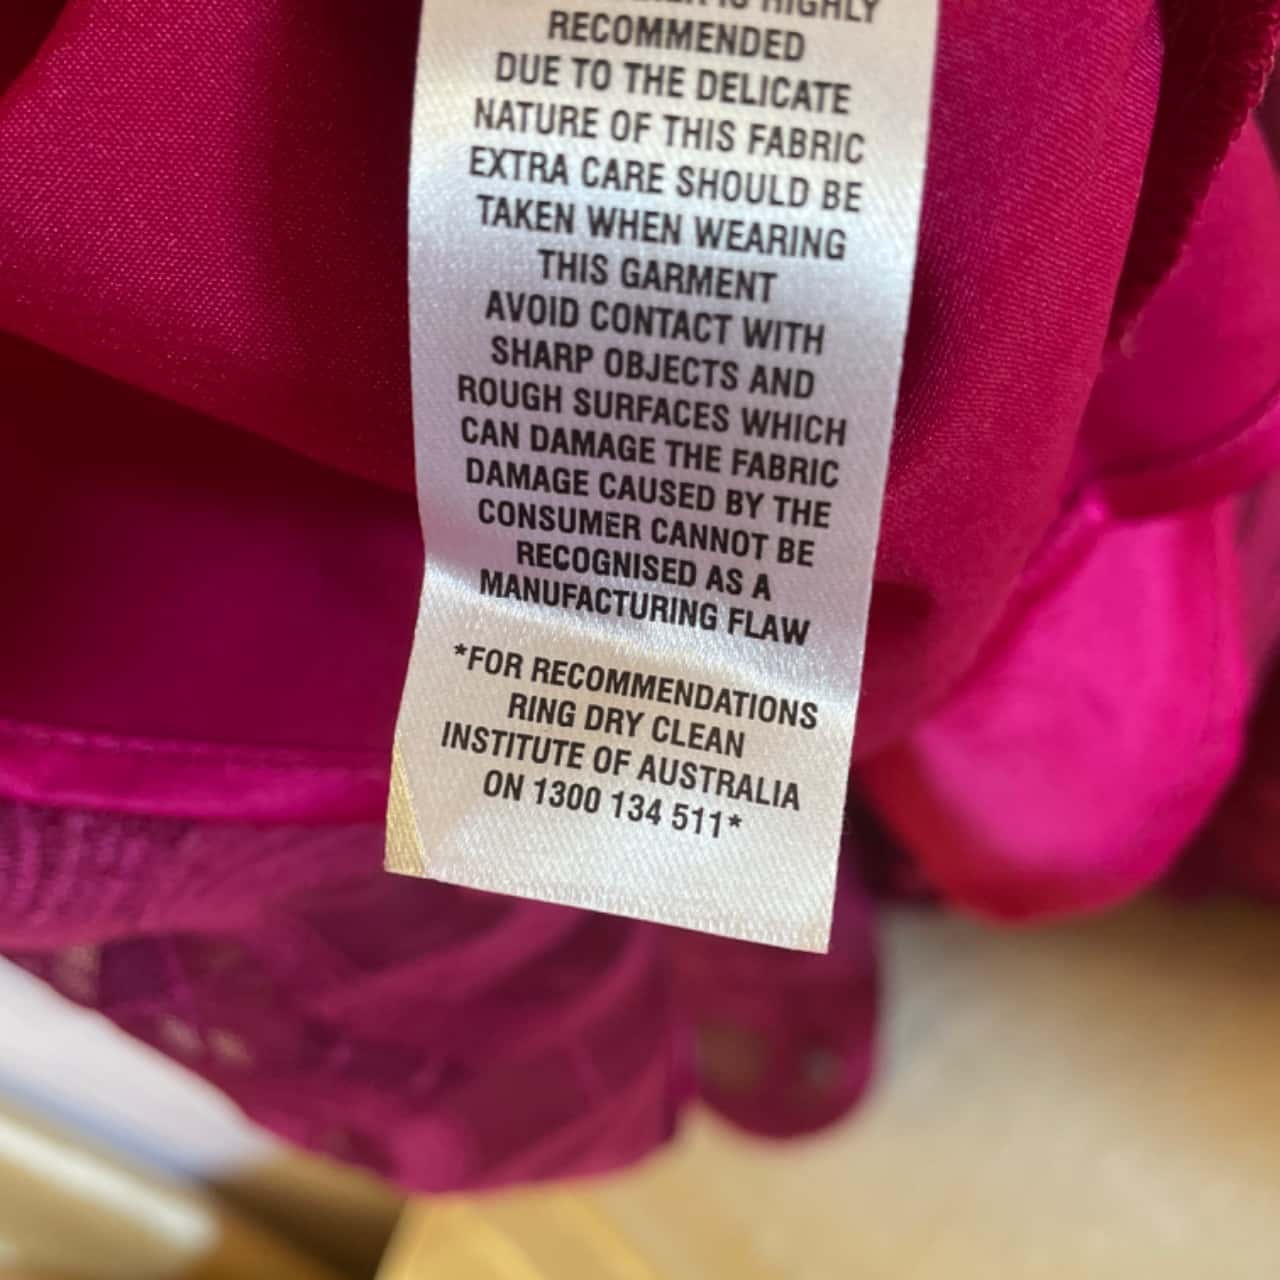 IS HIGHLY
RECOMMENDED
DUE TO THE DELICATE
NATURE OF THIS FABRIC
EXTRA CARE SHOULD BE
TAKEN WHEN WEARING
THIS GARMENT
AVOID CONTACT WITH
SHARP OBJECTS AND
ROUGH SURFACES WHICH
CAN DAMAGE THE FABRIC
DAMAGE CAUSED BY THE
CONSUMER CANNOT BE
RECOGNISED AS A
MANUFACTURING FLAW
*FOR RECOMMENDATIONS
RING DRY CLEAN
INSTITUTE OF AUSTRALIA
ON 1300 134 511*